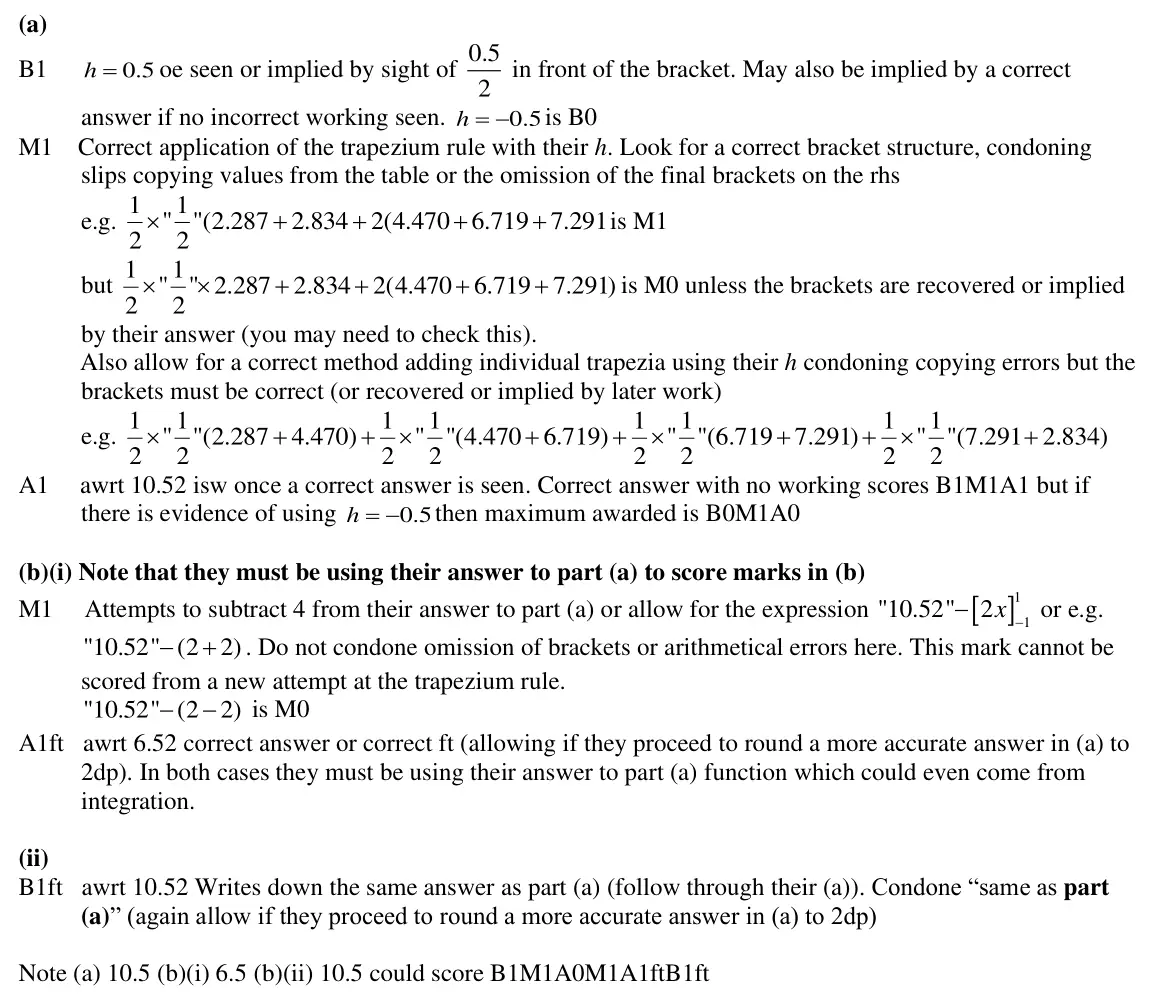 (a)
B1 h = 0.5 oe seen or implied by sight of 0.5/2 in front of the bracket. May also be implied by a correct
answer if no incorrect working seen. h = −0.5 is B0
M1 Correct application of the trapezium rule with their h. Look for a correct bracket structure, condoning
slips copying values from the table or the omission of the final brackets on the rhs
e.g. 1/2 × "1/2"(2.287 + 2.834 + 2(4.470 + 6.719 + 7.291 is M1
but 1/2 × "1/2" × 2.287 + 2.834 + 2(4.470 + 6.719 + 7.291) is M0 unless the brackets are recovered or implied
by their answer (you may need to check this).
Also allow for a correct method adding individual trapezia using their h condoning copying errors but the
brackets must be correct (or recovered or implied by later work)
e.g. 1/2 × "1/2"(2.287 + 4.470) + 1/2 × "1/2"(4.470 + 6.719) + 1/2 × "1/2"(6.719 + 7.291) + 1/2 × "1/2"(7.291 + 2.834)
A1 awrt 10.52 isw once a correct answer is seen. Correct answer with no working scores B1M1A1 but if
there is evidence of using h = −0.5 then maximum awarded is B0M1A0
(b)(i) Note that they must be using their answer to part (a) to score marks in (b)
M1 Attempts to subtract 4 from their answer to part (a) or allow for the expression "10.52" − [2x]¹₋₁ or e.g.
"10.52" − (2 + 2). Do not condone omission of brackets or arithmetical errors here. This mark cannot be
scored from a new attempt at the trapezium rule.
"10.52" − (2 − 2) is M0
A1ft awrt 6.52 correct answer or correct ft (allowing if they proceed to round a more accurate answer in (a) to
2dp). In both cases they must be using their answer to part (a) function which could even come from
integration.
(ii)
B1ft awrt 10.52 Writes down the same answer as part (a) (follow through their (a)). Condone “same as part
(a)” (again allow if they proceed to round a more accurate answer in (a) to 2dp)
Note (a) 10.5 (b)(i) 6.5 (b)(ii) 10.5 could score B1M1A0M1A1ftB1ft